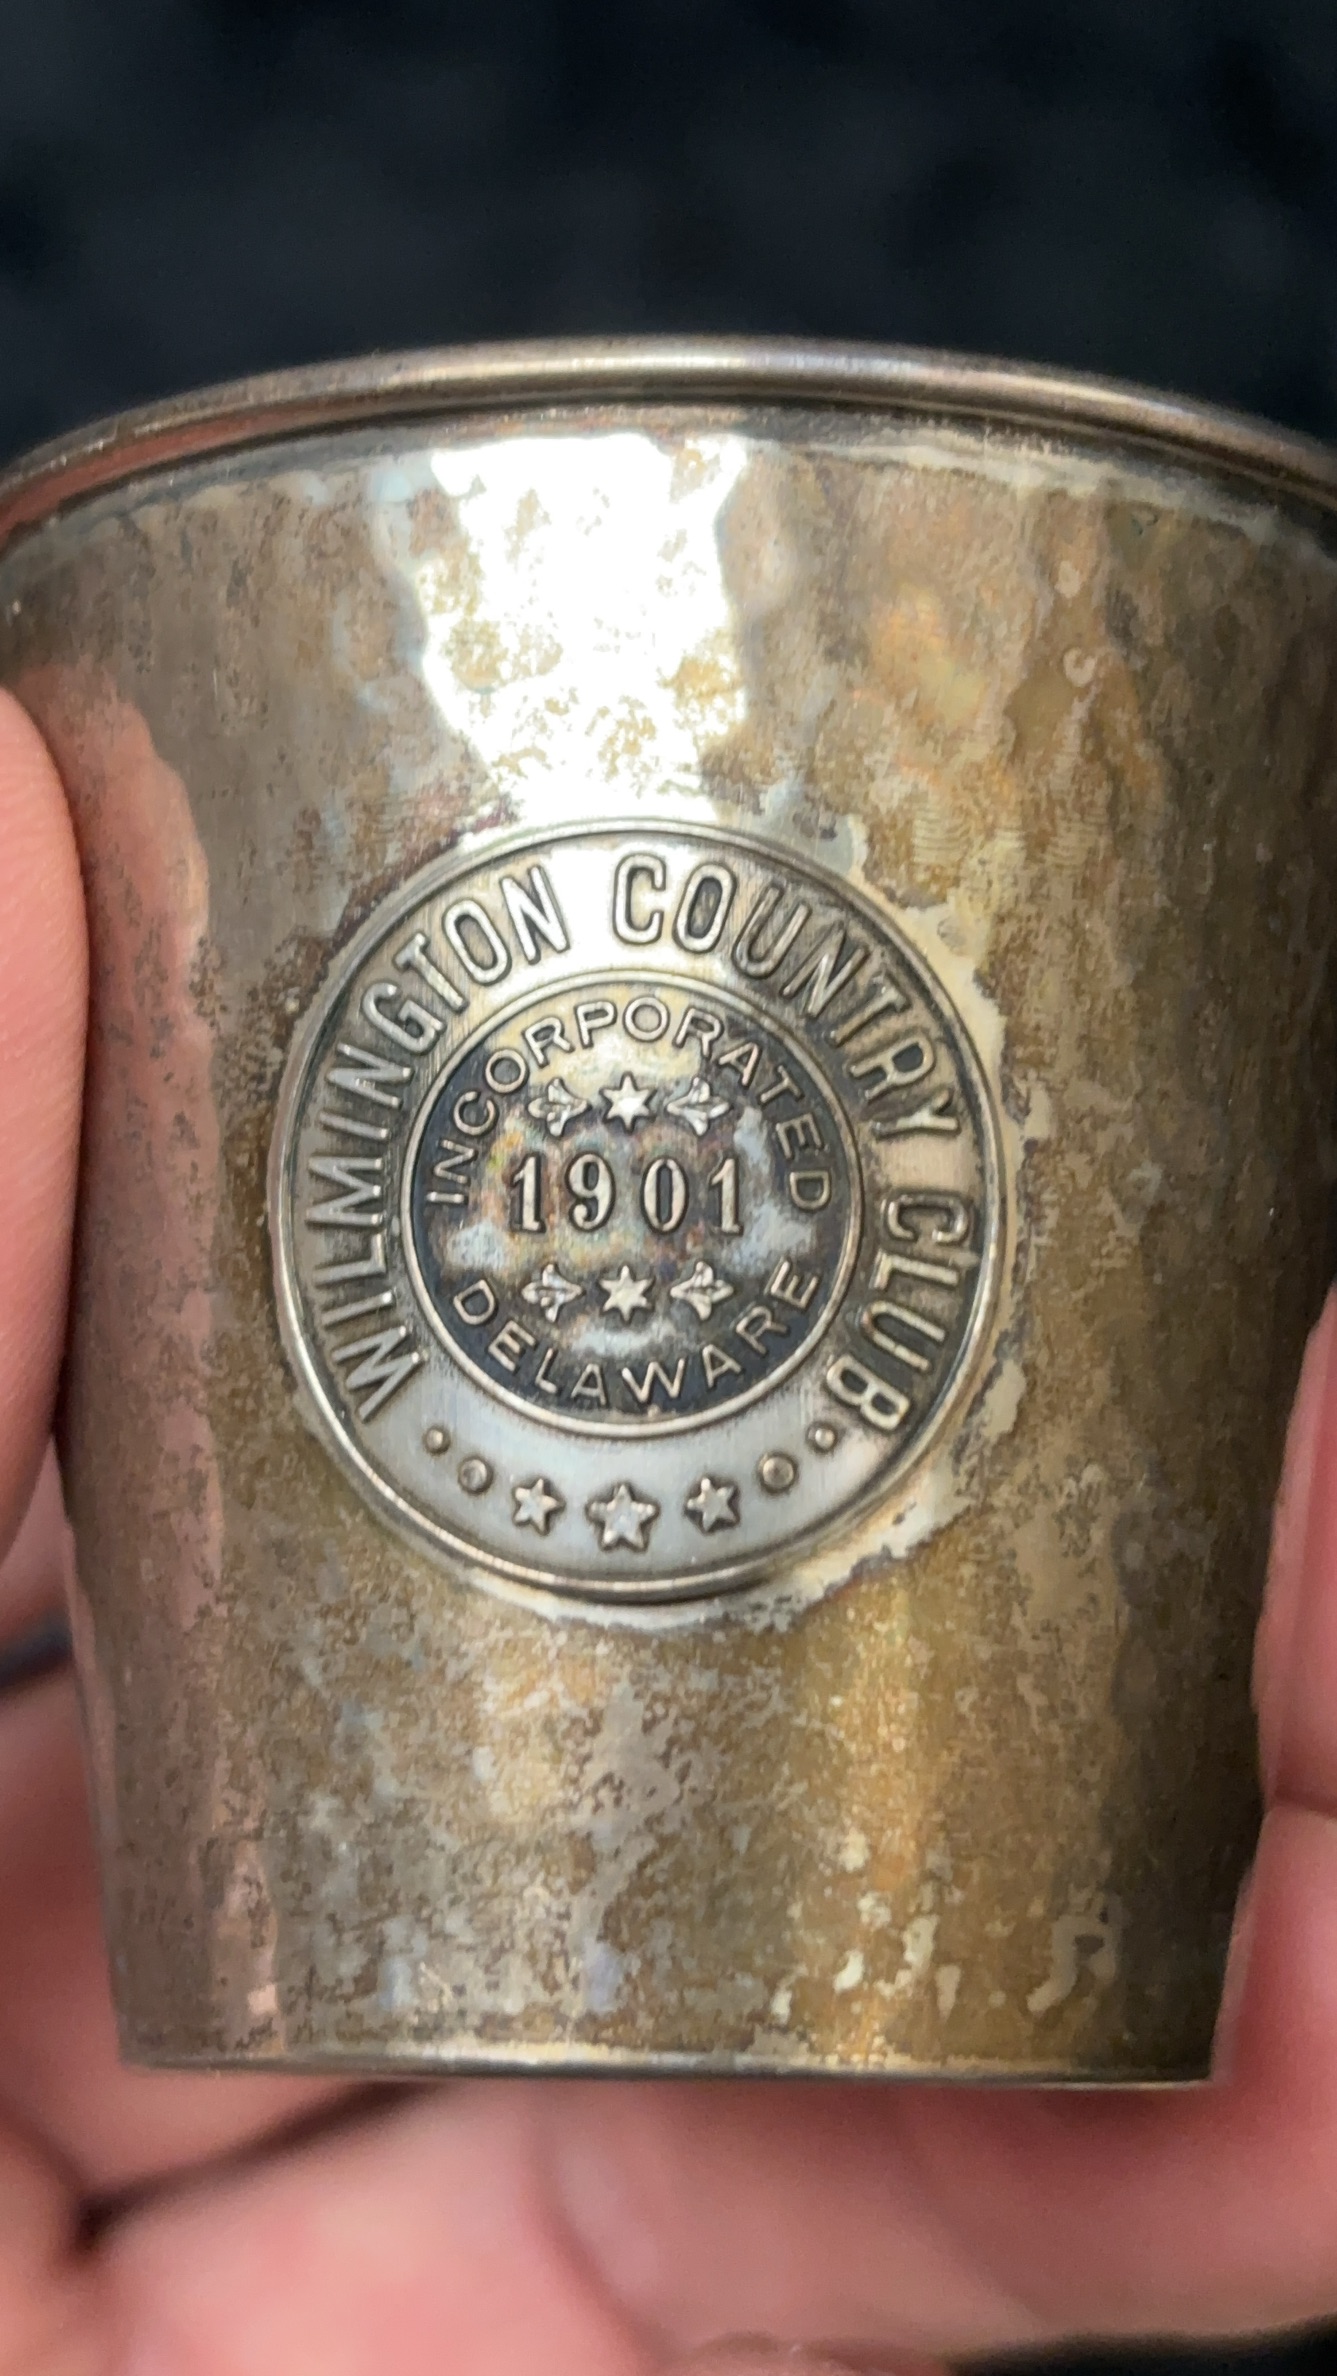 WILMINGTON COUNTRY CLUB
INCORPORATED
1901
DELAWARE